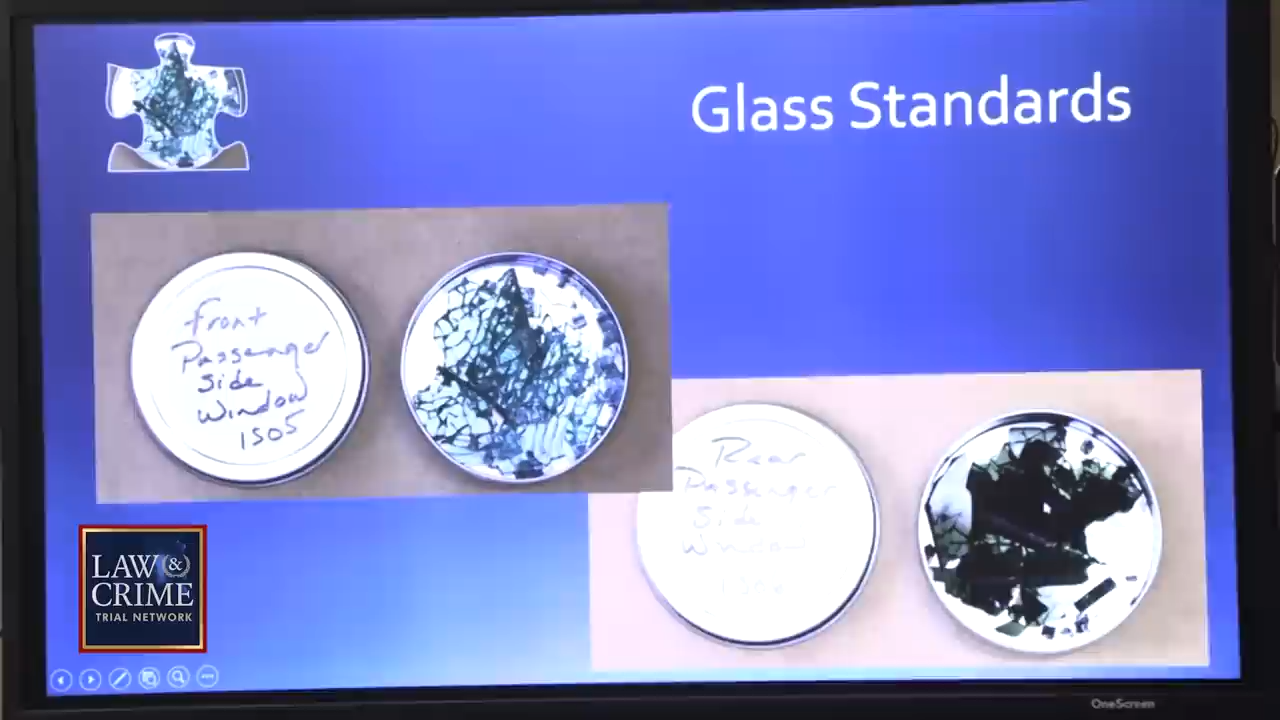 Glass Standards
front
Passenger
Side
Window
1505
Rear
Passenger
Side
Window
LAW &
CRIME
TRIAL NETWORK
OneScreen